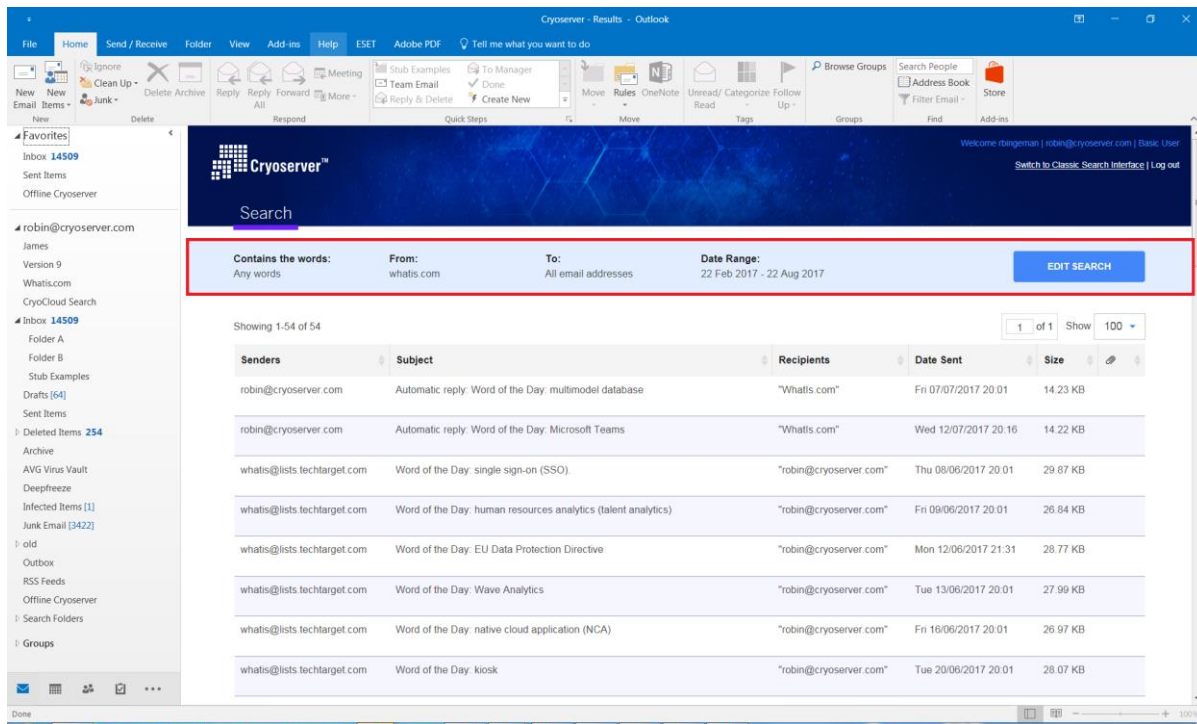 Cryoserver - Results - Outlook
File Home Send / Receive Folder View Add-ins Help ESET Adobe PDF Tell me what you want to do
New Email
New Items
Ignore
Clean Up
Junk
Delete
Archive
Reply
Reply All
Forward
Meeting
More
Stub Examples
Team Email
Reply & Delete
To Manager
Done
Create New
Move
Rules
OneNote
Unread/ Read
Categorize
Follow Up
Browse Groups
Search People
Address Book
Filter Email
Store
New Delete Respond Quick Steps Move Tags Groups Find Add-ins
Favorites
Inbox 14509
Sent Items
Offline Cryoserver
robin@cryoserver.com
James
Version 9
Whatis.com
CryoCloud Search
Inbox 14509
Folder A
Folder B
Stub Examples
Drafts [64]
Sent Items
Deleted Items 254
Archive
AVG Virus Vault
Deepfreeze
Infected Items [1]
Junk Email [3422]
old
Outbox
RSS Feeds
Offline Cryoserver
Search Folders
Groups
Cryoserver™
Welcome rbingeman | robin@cryoserver.com | Basic User
Switch to Classic Search Interface | Log out
Search
Contains the words: From: To: Date Range:
Any words whatis.com All email addresses 22 Feb 2017 - 22 Aug 2017
EDIT SEARCH
Showing 1-54 of 54 1 of 1 Show 100
Senders Subject Recipients Date Sent Size
robin@cryoserver.com Automatic reply: Word of the Day: multimodel database "WhatIs.com" Fri 07/07/2017 20:01 14.23 KB
robin@cryoserver.com Automatic reply: Word of the Day: Microsoft Teams "WhatIs.com" Wed 12/07/2017 20:16 14.22 KB
whatis@lists.techtarget.com Word of the Day: single sign-on (SSO). "robin@cryoserver.com" Thu 08/06/2017 20:01 29.87 KB
whatis@lists.techtarget.com Word of the Day: human resources analytics (talent analytics) "robin@cryoserver.com" Fri 09/06/2017 20:01 26.84 KB
whatis@lists.techtarget.com Word of the Day: EU Data Protection Directive "robin@cryoserver.com" Mon 12/06/2017 21:31 28.77 KB
whatis@lists.techtarget.com Word of the Day: Wave Analytics "robin@cryoserver.com" Tue 13/06/2017 20:01 27.99 KB
whatis@lists.techtarget.com Word of the Day: native cloud application (NCA) "robin@cryoserver.com" Fri 16/06/2017 20:01 26.97 KB
whatis@lists.techtarget.com Word of the Day: kiosk "robin@cryoserver.com" Tue 20/06/2017 20:01 28.07 KB
Done
100%